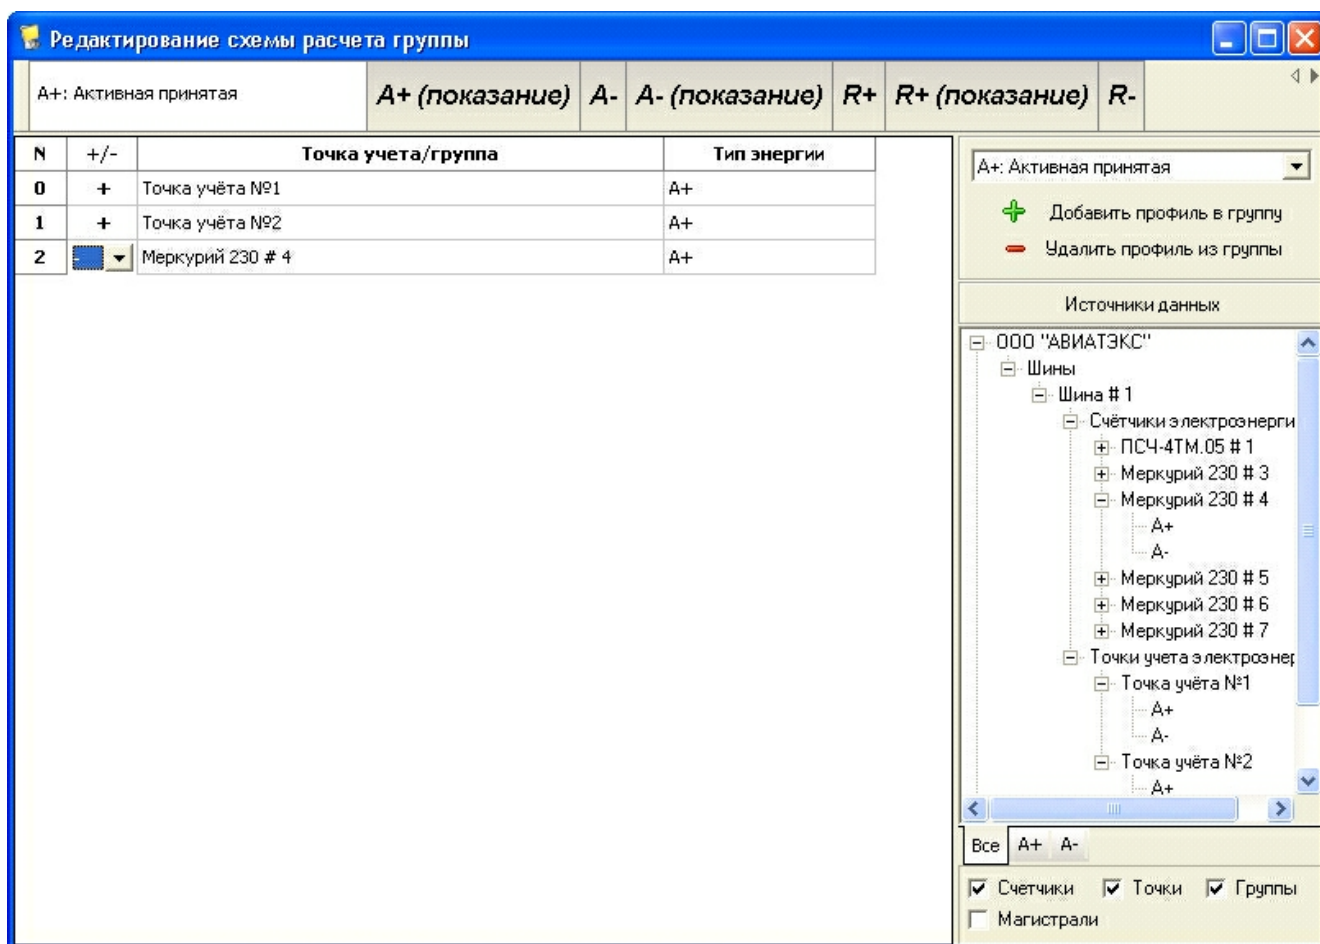 Редактирование схемы расчета группы
A+: Активная принятая A+ (показание) A- A- (показание) R+ R+ (показание) R-
N +/- Точка учета/группа Тип энергии
0 + Точка учёта №1 A+
1 + Точка учёта №2 A+
2 - Меркурий 230 # 4 A+
A+: Активная принятая
Добавить профиль в группу
Удалить профиль из группы
Источники данных
ООО "АВИАТЭКС"
Шины
Шина # 1
Счётчики электроэнерги
ПСЧ-4ТМ.05 # 1
Меркурий 230 # 3
Меркурий 230 # 4
A+
A-
Меркурий 230 # 5
Меркурий 230 # 6
Меркурий 230 # 7
Точки учета электроэнер
Точка учёта №1
A+
A-
Точка учёта №2
A+
Все A+ A-
Счетчики Точки Группы
Магистрали